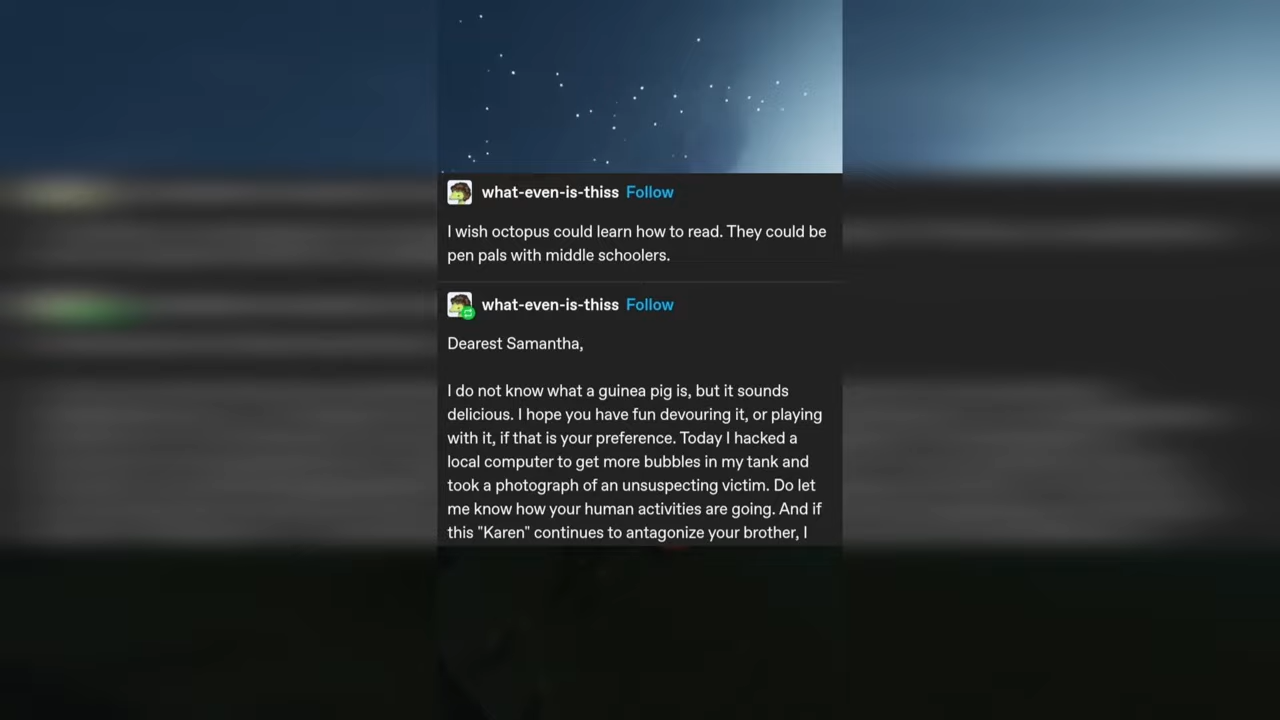 what-even-is-thiss Follow
I wish octopus could learn how to read. They could be
pen pals with middle schoolers.
what-even-is-thiss Follow
Dearest Samantha,
I do not know what a guinea pig is, but it sounds
delicious. I hope you have fun devouring it, or playing
with it, if that is your preference. Today I hacked a
local computer to get more bubbles in my tank and
took a photograph of an unsuspecting victim. Do let
me know how your human activities are going. And if
this "Karen" continues to antagonize your brother, I